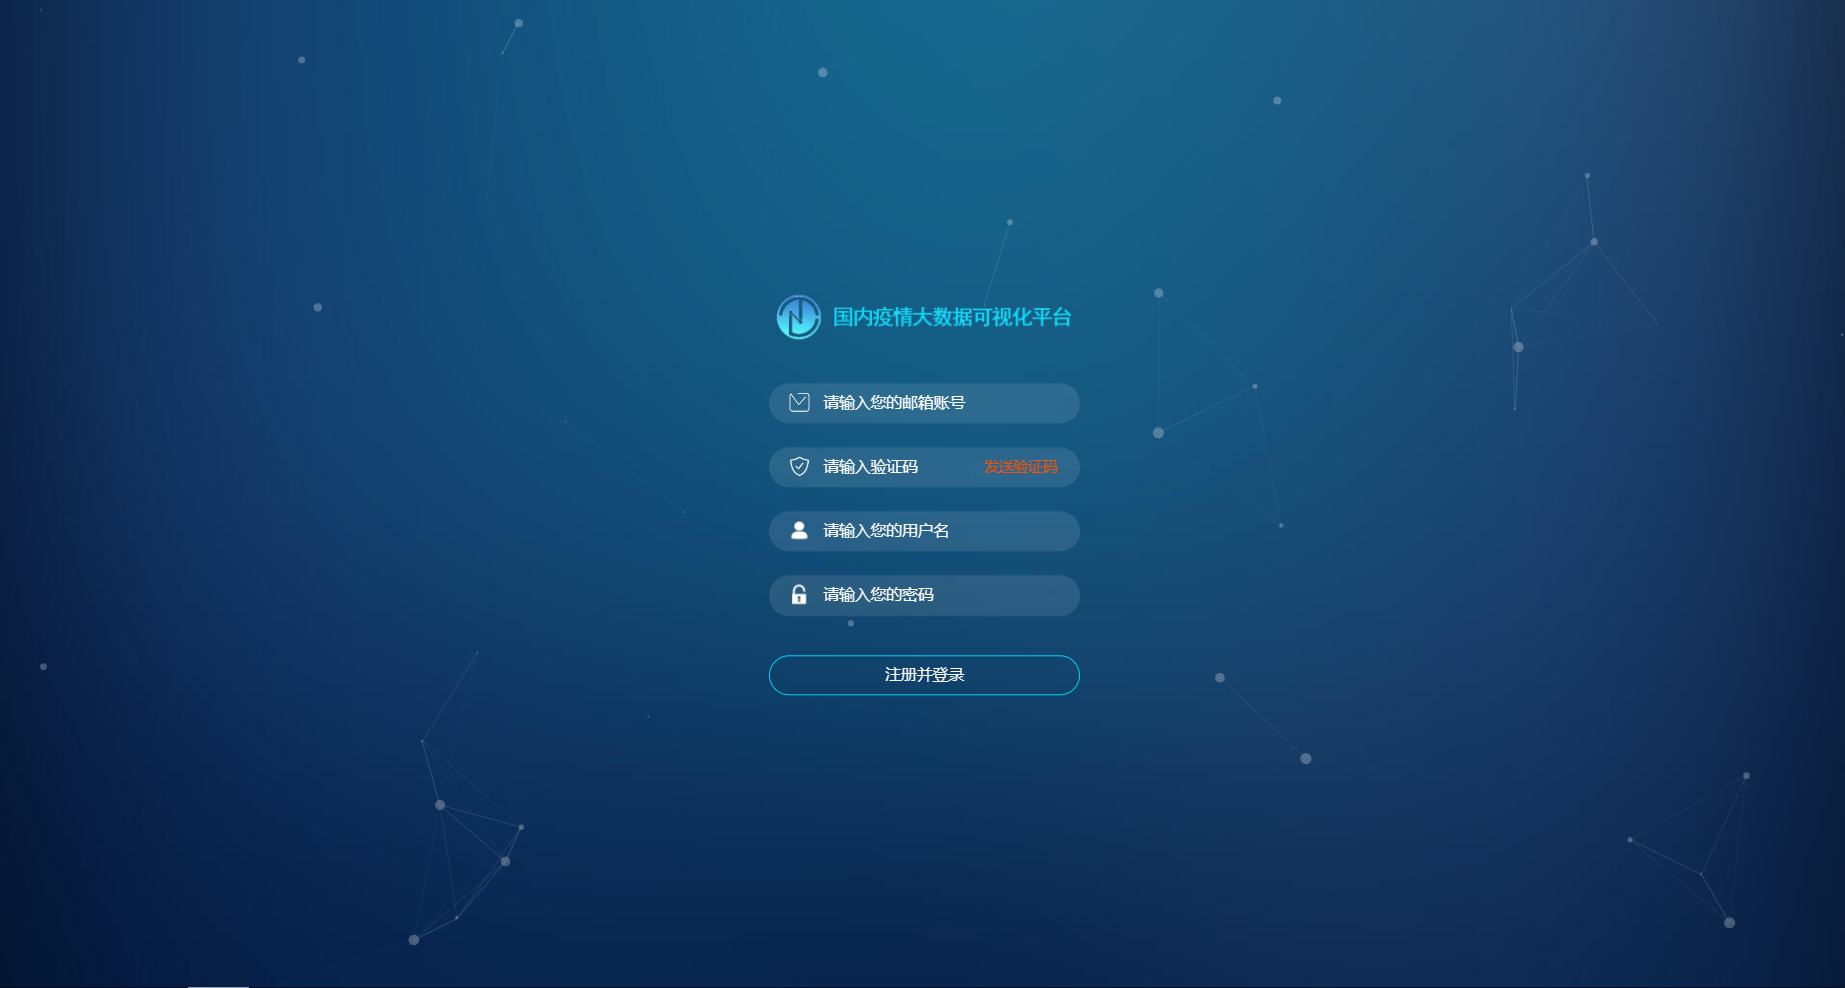 国内疫情大数据可视化平台
请输入您的邮箱账号
请输入验证码 发送验证码
请输入您的用户名
请输入您的密码
注册并登录